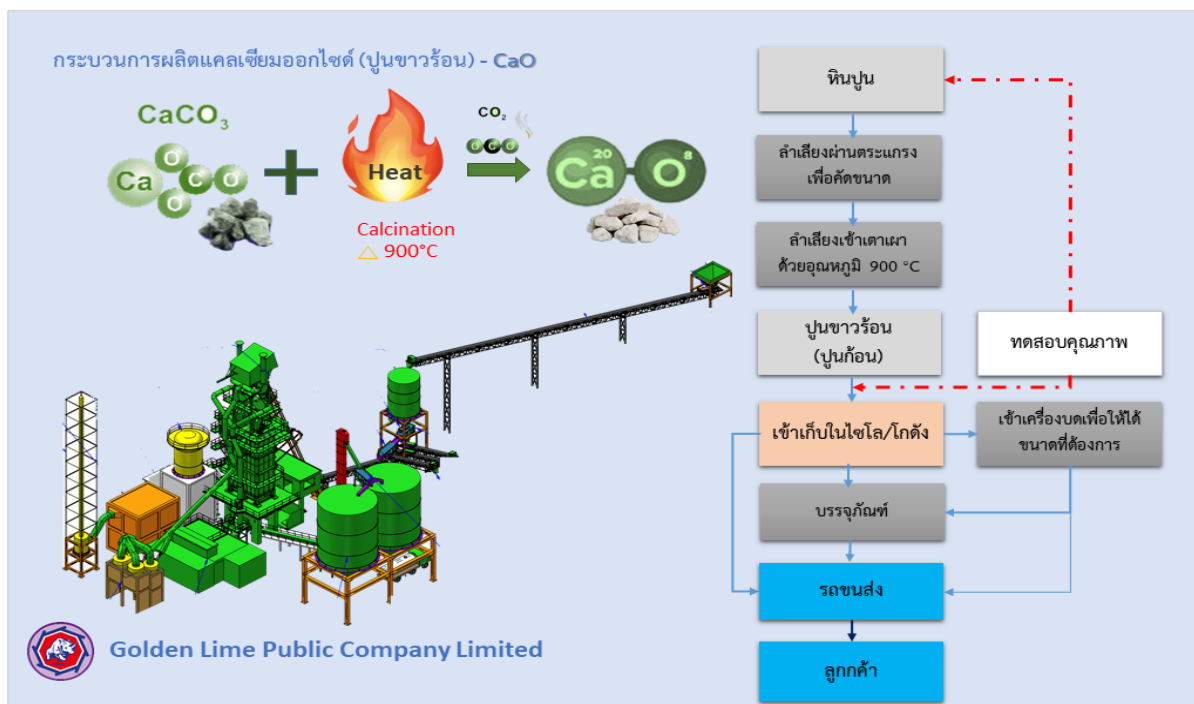 กระบวนการผลิตแคลเซียมออกไซด์ (ปูนขาวร้อน) - CaO
CaCO₃
Ca
O
C
O
O
Heat
Calcination
△ 900°C
CO₂
O C O
20
Ca
O
8
หินปูน
ลำเลียงผ่านตระแกรง
เพื่อคัดขนาด
ลำเลียงเข้าเตาเผา
ด้วยอุณหภูมิ 900 °C
ปูนขาวร้อน
(ปูนก้อน)
ทดสอบคุณภาพ
เข้าเก็บในไซโล/โกดัง
เข้าเครื่องบดเพื่อให้ได้
ขนาดที่ต้องการ
บรรจุภัณฑ์
รถขนส่ง
ลูกกค้า
Golden Lime Public Company Limited